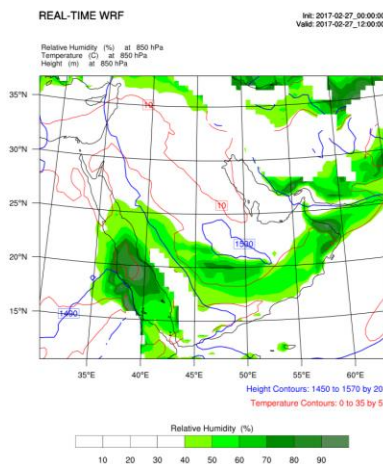 REAL-TIME WRF
Init: 2017-02-27_00:00:00
Valid: 2017-02-27_12:00:00
Relative Humidity (%) at 850 hPa
Temperature (C) at 850 hPa
Height (m) at 850 hPa
35°N
30°N
25°N
20°N
15°N
10
10
1530
1490
35°E 40°E 45°E 50°E 55°E 60°E
Height Contours: 1450 to 1570 by 20
Temperature Contours: 0 to 35 by 5
Relative Humidity (%)
10 20 30 40 50 60 70 80 90